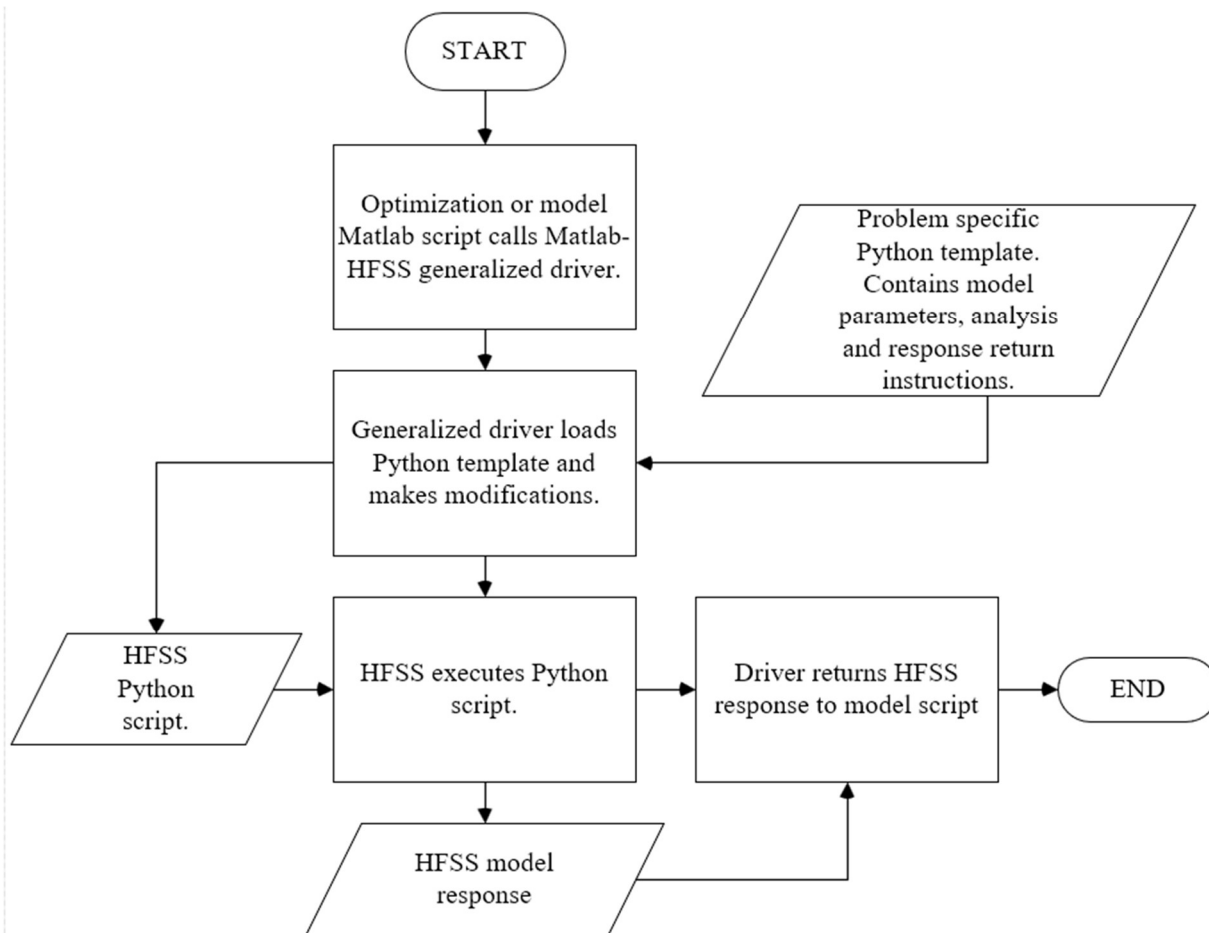 START
Optimization or model
Matlab script calls Matlab-
HFSS generalized driver.
Problem specific
Python template.
Contains model
parameters, analysis
and response return
instructions.
Generalized driver loads
Python template and
makes modifications.
HFSS
Python
script.
HFSS executes Python
script.
Driver returns HFSS
response to model script
END
HFSS model
response